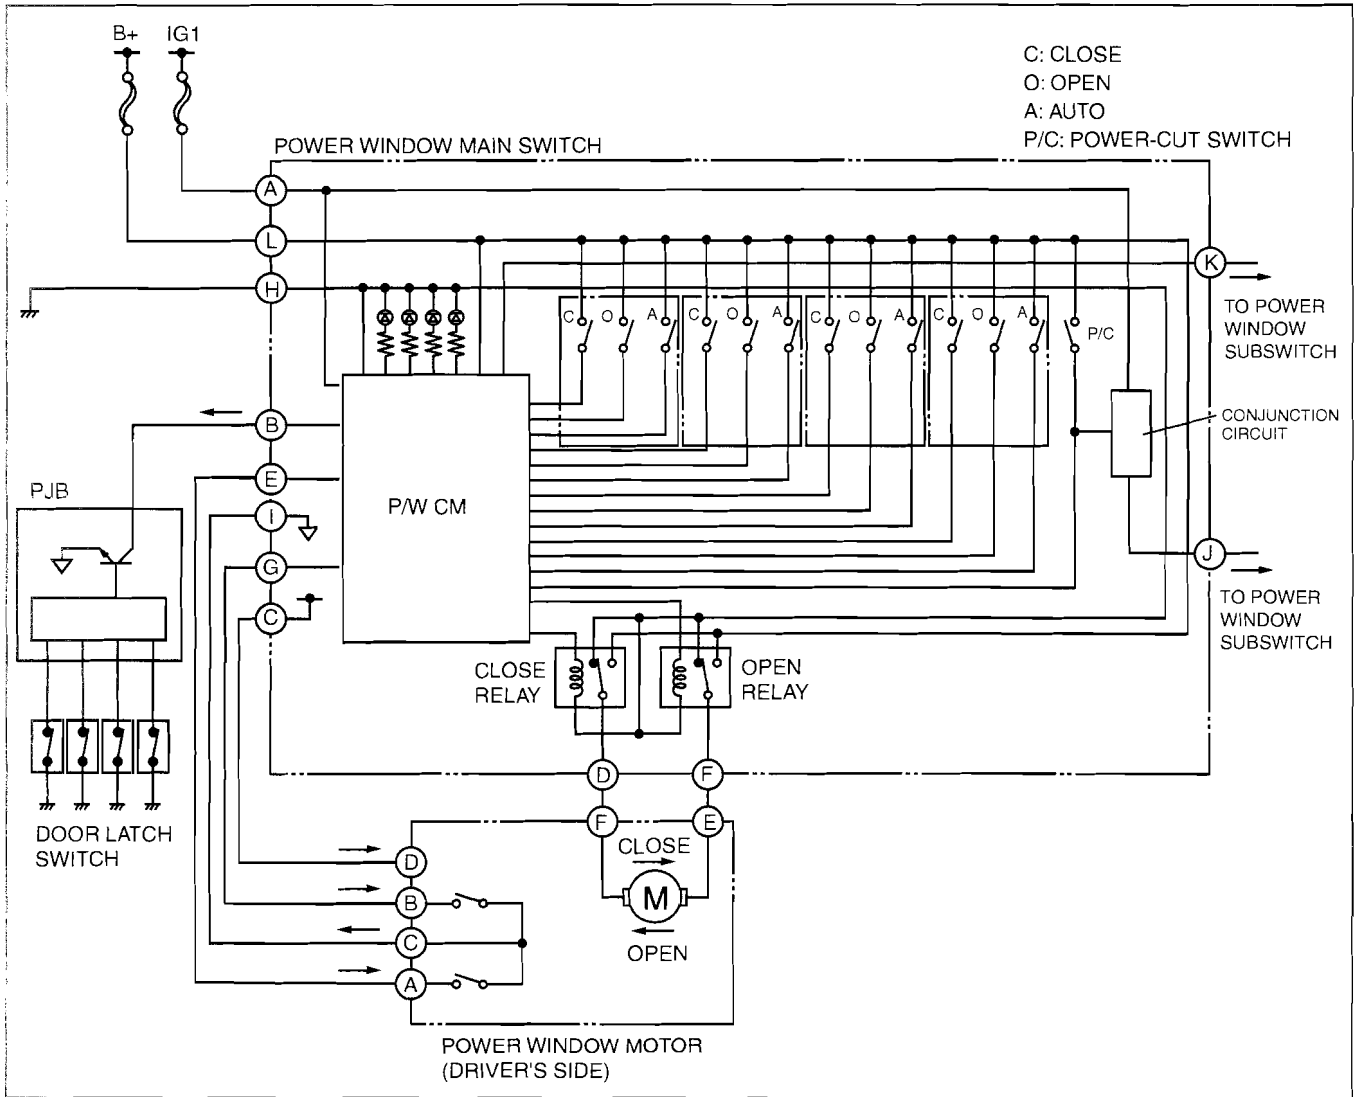 B+ IG1
C: CLOSE
O: OPEN
A: AUTO
P/C: POWER-CUT SWITCH
POWER WINDOW MAIN SWITCH
A
L
H
K
TO POWER
WINDOW
SUBSWITCH
C O A C O A C O A C O A
P/C
CONJUNCTION
CIRCUIT
B
E
I
G
C
PJB
P/W CM
J
TO POWER
WINDOW
SUBSWITCH
CLOSE
RELAY
OPEN
RELAY
D F
F E
DOOR LATCH
SWITCH
CLOSE
M
OPEN
D
B
C
A
POWER WINDOW MOTOR
(DRIVER'S SIDE)